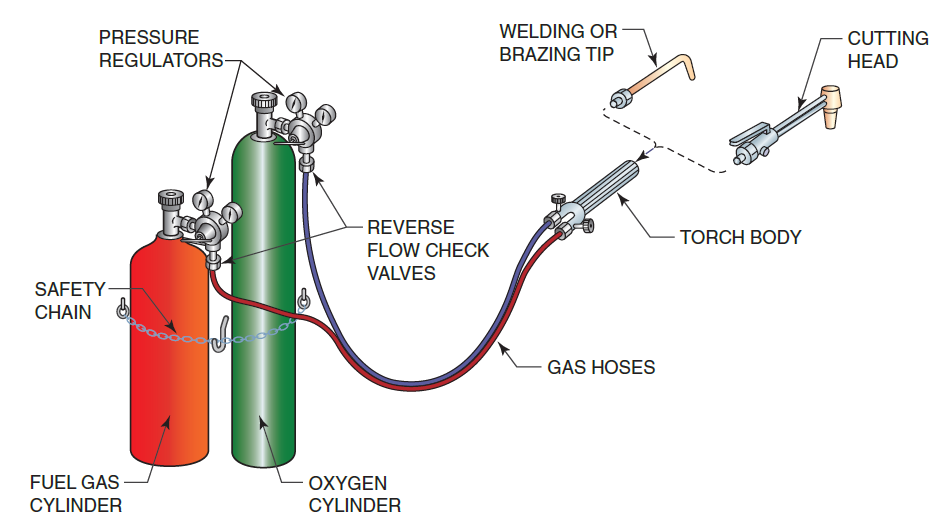 PRESSURE
REGULATORS
WELDING OR
BRAZING TIP
CUTTING
HEAD
REVERSE
FLOW CHECK
VALVES
TORCH BODY
SAFETY
CHAIN
GAS HOSES
FUEL GAS
CYLINDER
OXYGEN
CYLINDER